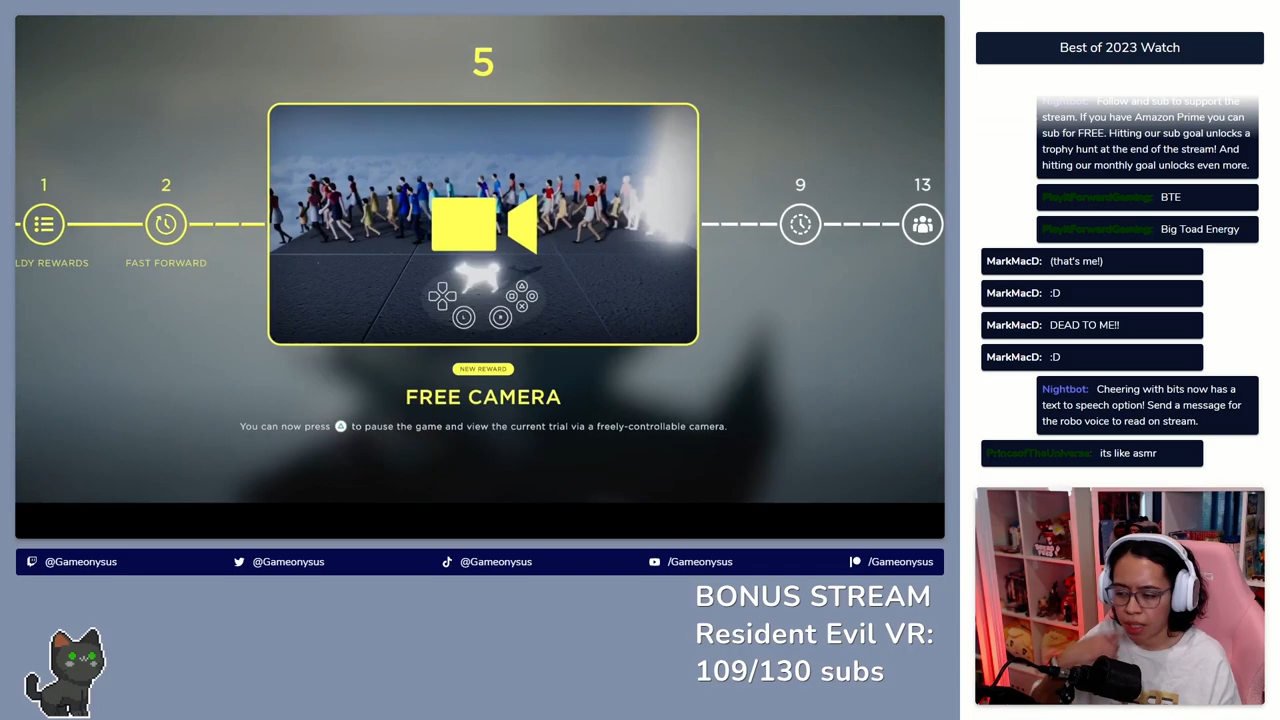 5
1
2
9
13
LDY REWARDS
FAST FORWARD
L
R
NEW REWARD
FREE CAMERA
You can now press to pause the game and view the current trial via a freely-controllable camera.
@Gameonysus
@Gameonysus
@Gameonysus
/Gameonysus
/Gameonysus
BONUS STREAM
Resident Evil VR:
109/130 subs
Best of 2023 Watch
Nightbot: Follow and sub to support the
stream. If you have Amazon Prime you can
sub for FREE. Hitting our sub goal unlocks a
trophy hunt at the end of the stream! And
hitting our monthly goal unlocks even more.
PlayItForwardGaming: BTE
PlayItForwardGaming: Big Toad Energy
MarkMacD: (that's me!)
MarkMacD: :D
MarkMacD: DEAD TO ME!!
MarkMacD: :D
Nightbot: Cheering with bits now has a
text to speech option! Send a message for
the robo voice to read on stream.
PrinceofTheUniverse: its like asmr